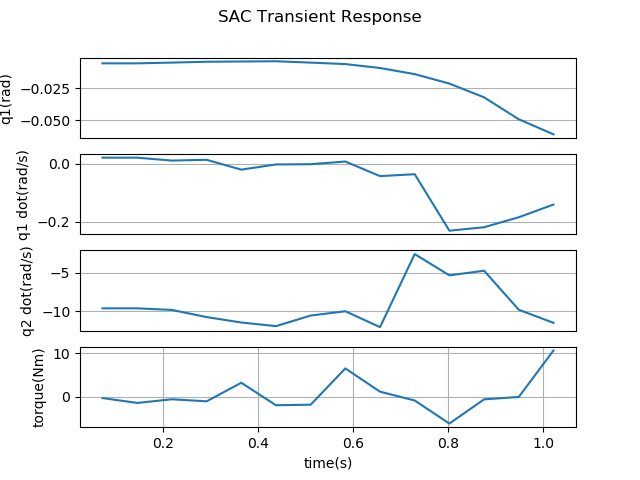 SAC Transient Response
q1(rad)
−0.025
−0.050
q1 dot(rad/s)
0.0
−0.2
q2 dot(rad/s)
−5
−10
torque(Nm)
10
0
0.2 0.4 0.6 0.8 1.0
time(s)